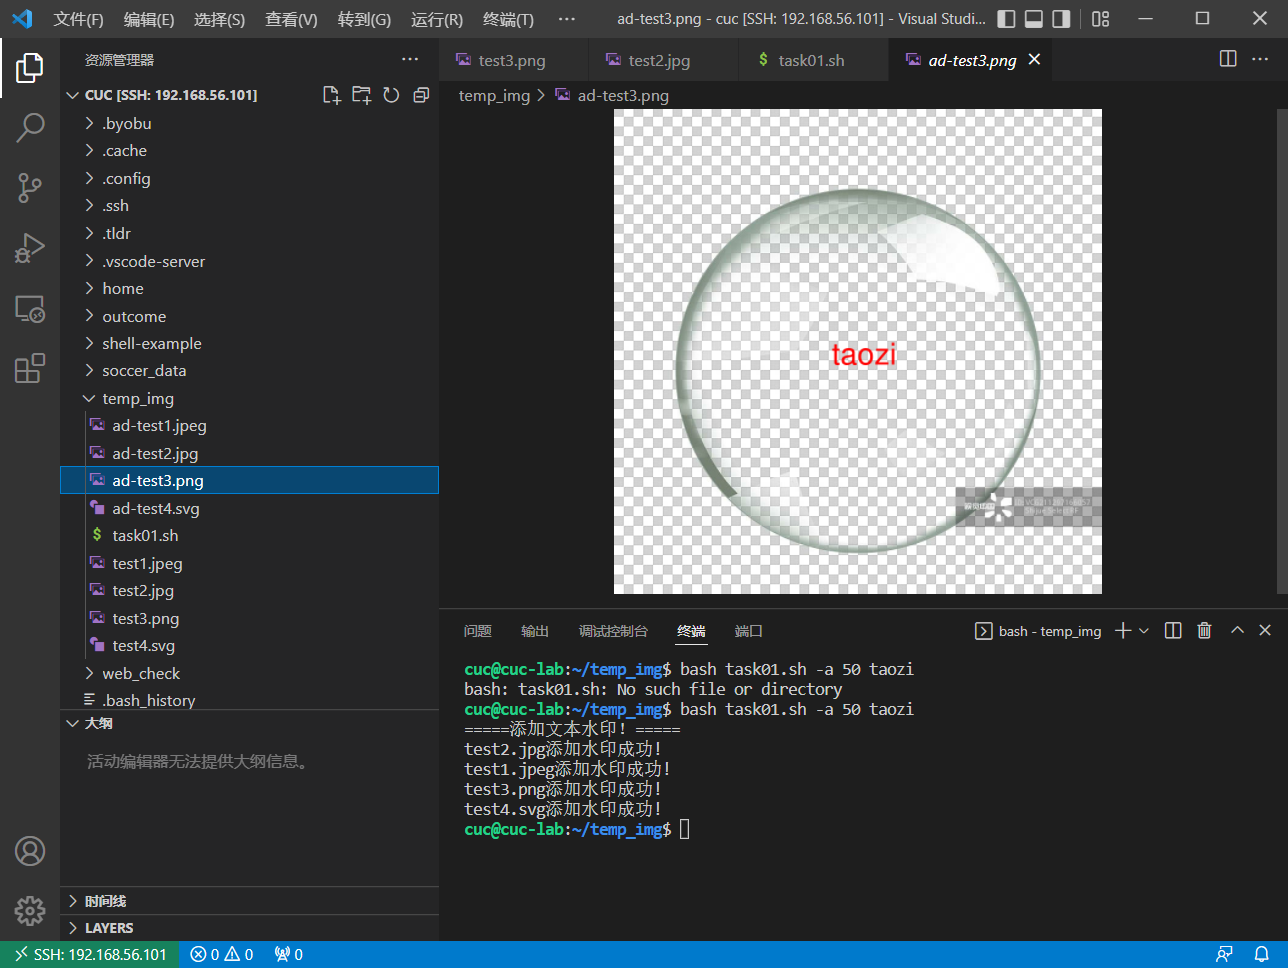 文件(F) 编辑(E) 选择(S) 查看(V) 转到(G) 运行(R) 终端(T) ··· ad-test3.png - cuc [SSH: 192.168.56.101] - Visual Studi...
资源管理器
CUC [SSH: 192.168.56.101]
.byobu
.cache
.config
.ssh
.tldr
.vscode-server
home
outcome
shell-example
soccer_data
temp_img
ad-test1.jpeg
ad-test2.jpg
ad-test3.png
ad-test4.svg
task01.sh
test1.jpeg
test2.jpg
test3.png
test4.svg
web_check
.bash_history
大纲
活动编辑器无法提供大纲信息。
时间线
LAYERS
test3.png test2.jpg $ task01.sh ad-test3.png
temp_img > ad-test3.png
taozi
问题 输出 调试控制台 终端 端口 bash - temp_img
cuc@cuc-lab:~/temp_img$ bash task01.sh -a 50 taozi
bash: task01.sh: No such file or directory
cuc@cuc-lab:~/temp_img$ bash task01.sh -a 50 taozi
=====添加文本水印！=====
test2.jpg添加水印成功！
test1.jpeg添加水印成功！
test3.png添加水印成功！
test4.svg添加水印成功！
cuc@cuc-lab:~/temp_img$
SSH: 192.168.56.101 0 0 0